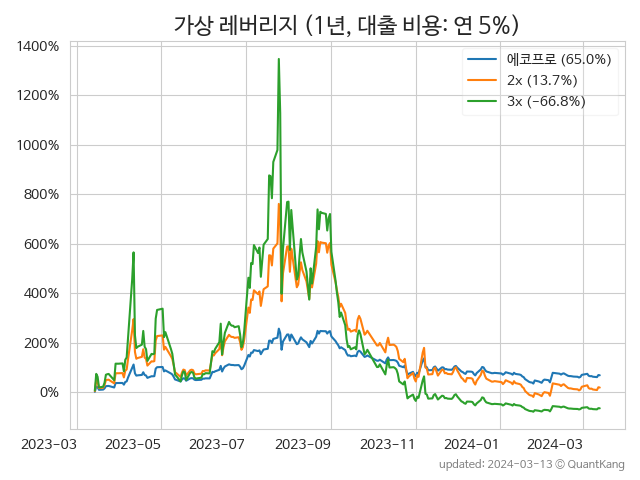 가상 레버리지 (1년, 대출 비용: 연 5%)
에코프로 (65.0%)
2x (13.7%)
3x (-66.8%)
1400%
1200%
1000%
800%
600%
400%
200%
0%
2023-03 2023-05 2023-07 2023-09 2023-11 2024-01 2024-03
updated: 2024-03-13 © QuantKang